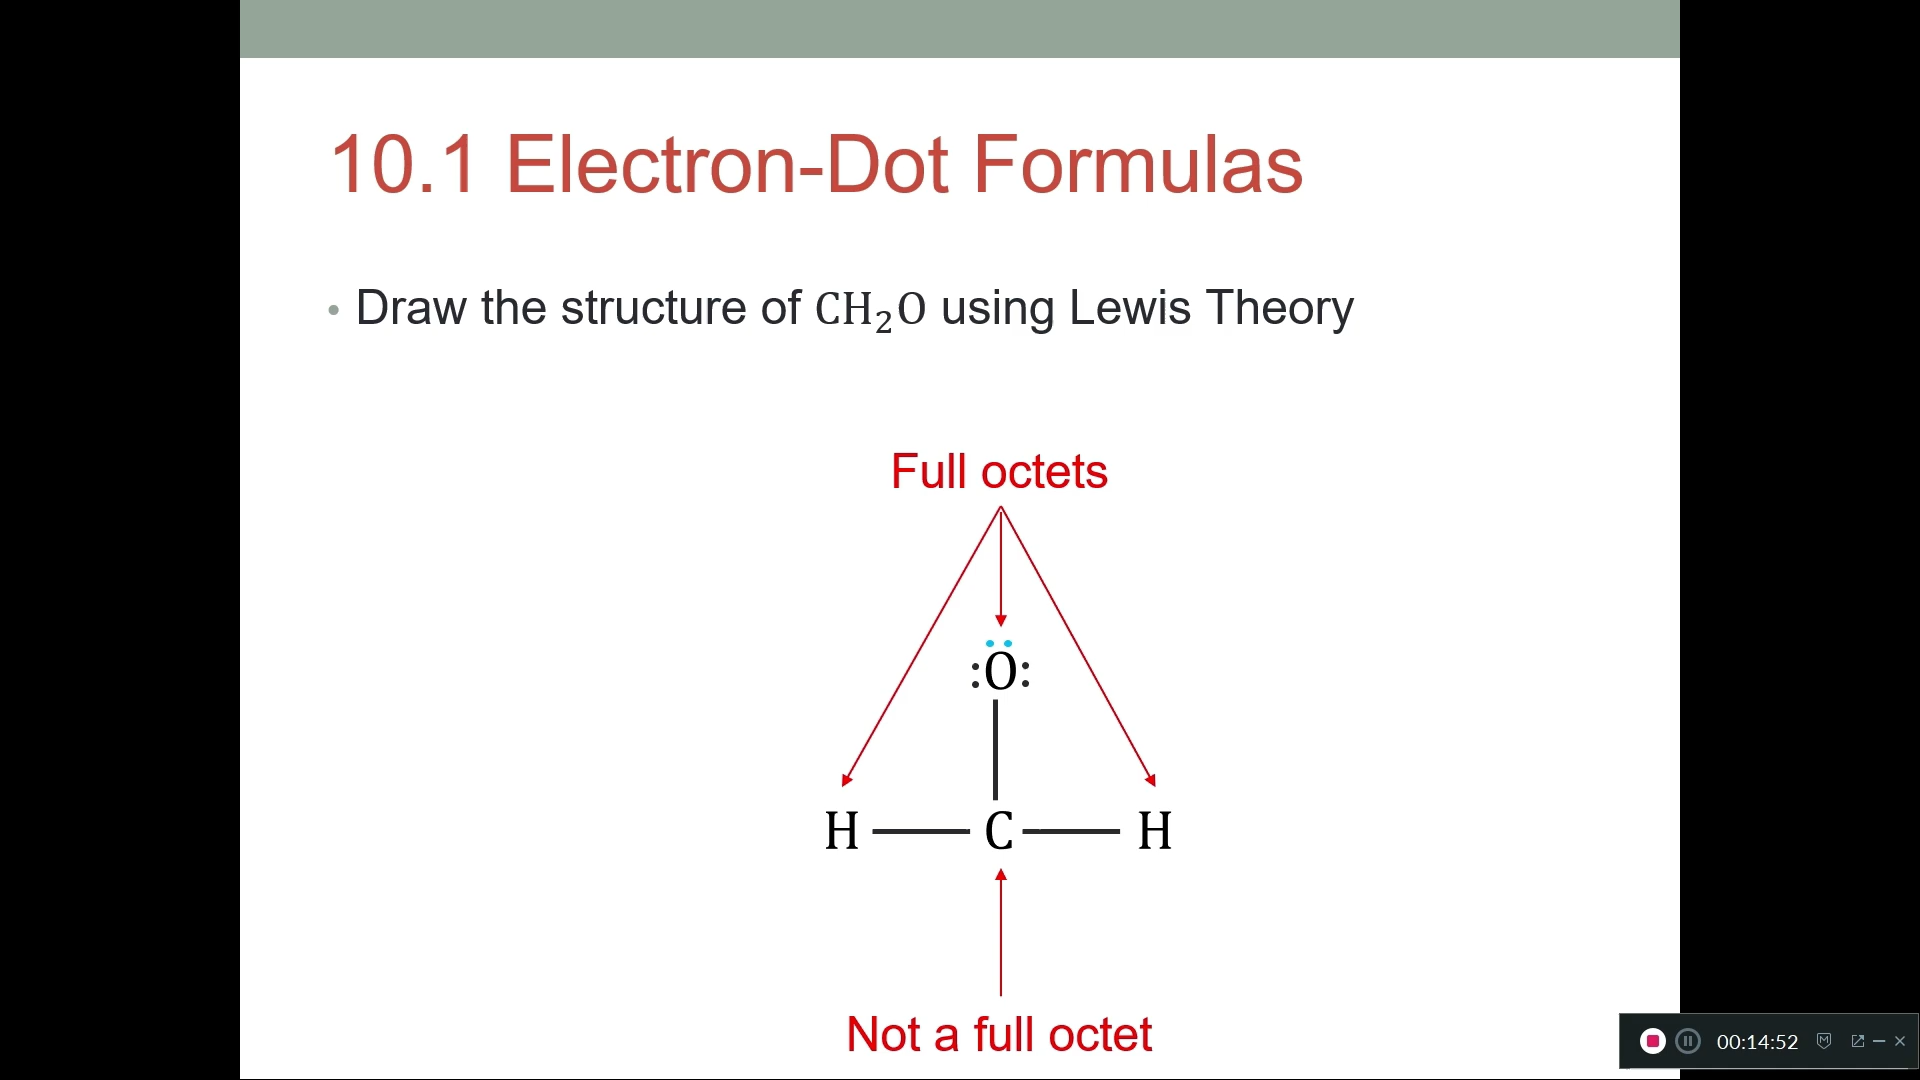 10.1 Electron-Dot Formulas
• Draw the structure of CH₂O using Lewis Theory
Full octets
:O:
H C H
Not a full octet
00:14:52